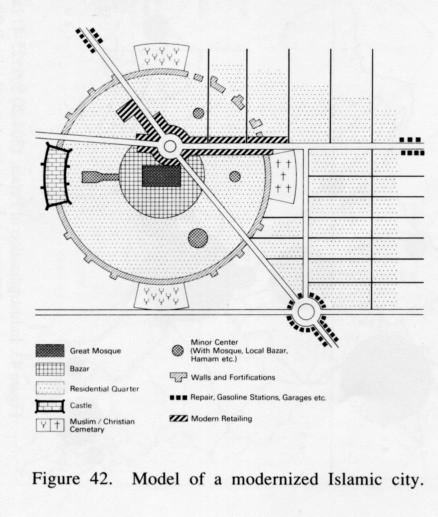 Great Mosque
Bazar
Residential Quarter
Castle
Muslim / Christian
Cemetary
Minor Center
(With Mosque, Local Bazar,
Hamam etc.)
Walls and Fortifications
Repair, Gasoline Stations, Garages etc.
Modern Retailing
Figure 42. Model of a modernized Islamic city.